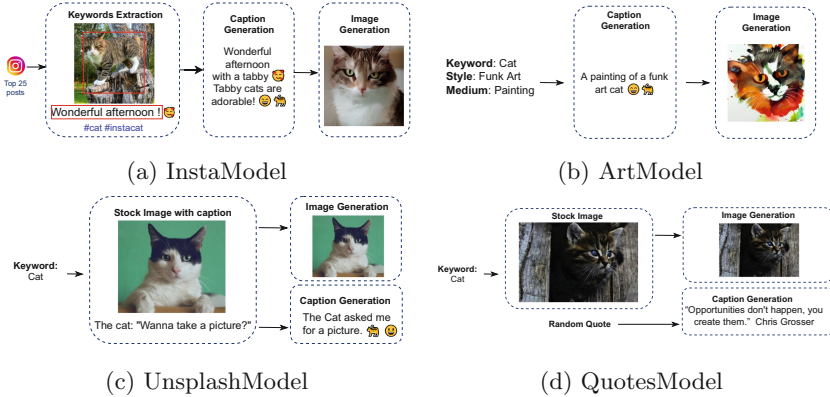 Keywords Extraction
Top 25
posts
Wonderful afternoon ! 🥰
#cat #instacat
Caption
Generation
Wonderful
afternoon
with a tabby 🥰
Tabby cats are
adorable! 😄 🐈
Image
Generation
(a) InstaModel
Keyword: Cat
Style: Funk Art
Medium: Painting
Caption
Generation
A painting of a funk
art cat 😄 🐈
Image
Generation
(b) ArtModel
Keyword:
Cat
Stock Image with caption
The cat: "Wanna take a picture?"
Image Generation
Caption Generation
The Cat asked me
for a picture. 🐈 😄
(c) UnsplashModel
Keyword:
Cat
Stock Image
Random Quote
Image Generation
Caption Generation
“Opportunities don't happen, you
create them.” Chris Grosser
(d) QuotesModel